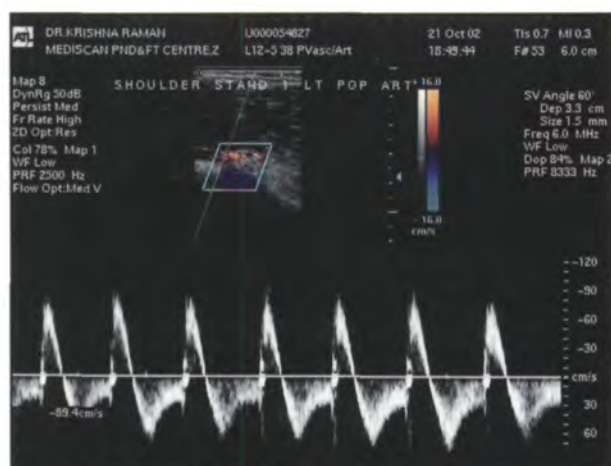 ATL
DR.KRISHNA RAMAN U000054827 21 Oct 02 TIs 0.7 MI 0.3
MEDISCAN PND&FT CENTRE,Z L12-5 38 PVasc/Art 18:49:44 F# 53 6.0 cm
Map 8
DynRg 50dB
Persist Med
Fr Rate High
2D Opt:Res
Col 78% Map 1
WF Low
PRF 2500 Hz
Flow Opt:Med V
SHOULDER STAND 1 LT POP ART
+ 16.0
- 16.0
cm/s
SV Angle 60°
Dep 3.3 cm
Size 1.5 mm
Freq 6.0 MHz
WF Low
Dop 84% Map 2
PRF 8333 Hz
-120
-90
-60
-30
cm/s
30
60
-89.4cm/s